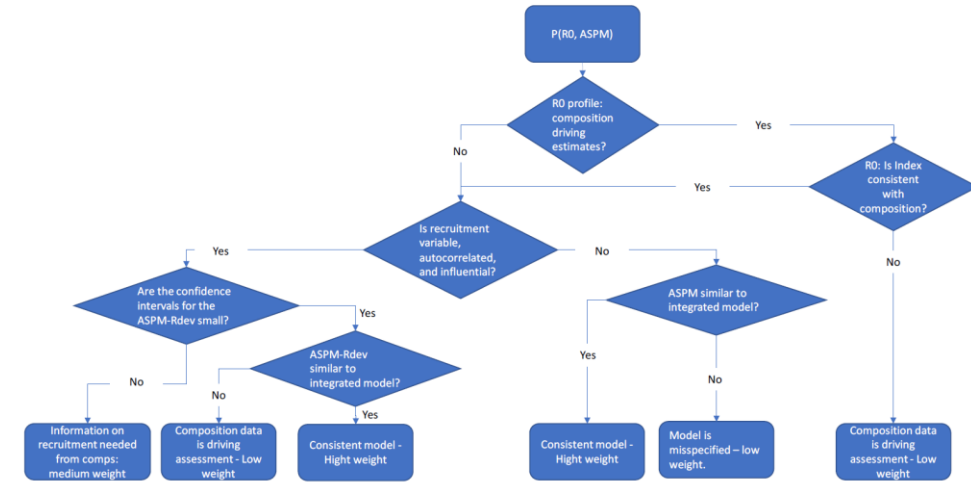 P(R0, ASPM)
R0 profile:
composition
driving
estimates?
Yes
No
R0: Is Index
consistent
with
composition?
Yes
Is recruitment
variable,
autocorrelated,
and influential?
Yes
No
No
Are the confidence
intervals for the
ASPM-Rdev small?
ASPM similar to
integrated model?
Yes
ASPM-Rdev
similar to
integrated model?
Yes
No
No
No
Yes
Information on
recruitment needed
from comps:
medium weight
Composition data
is driving
assessment - Low
weight
Consistent model -
Hight weight
Consistent model -
Hight weight
Model is
misspecified – low
weight.
Composition data
is driving
assessment - Low
weight